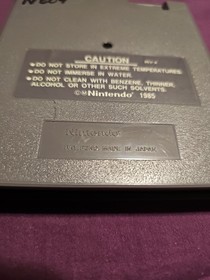 CAUTION
●DO NOT STORE IN EXTREME TEMPERATURES.
●DO NOT IMMERSE IN WATER.
●DO NOT CLEAN WITH BENZENE, THINNER,
ALCOHOL OR OTHER SUCH SOLVENTS.
©Nintendo 1985
Nintendo
MADE IN JAPAN